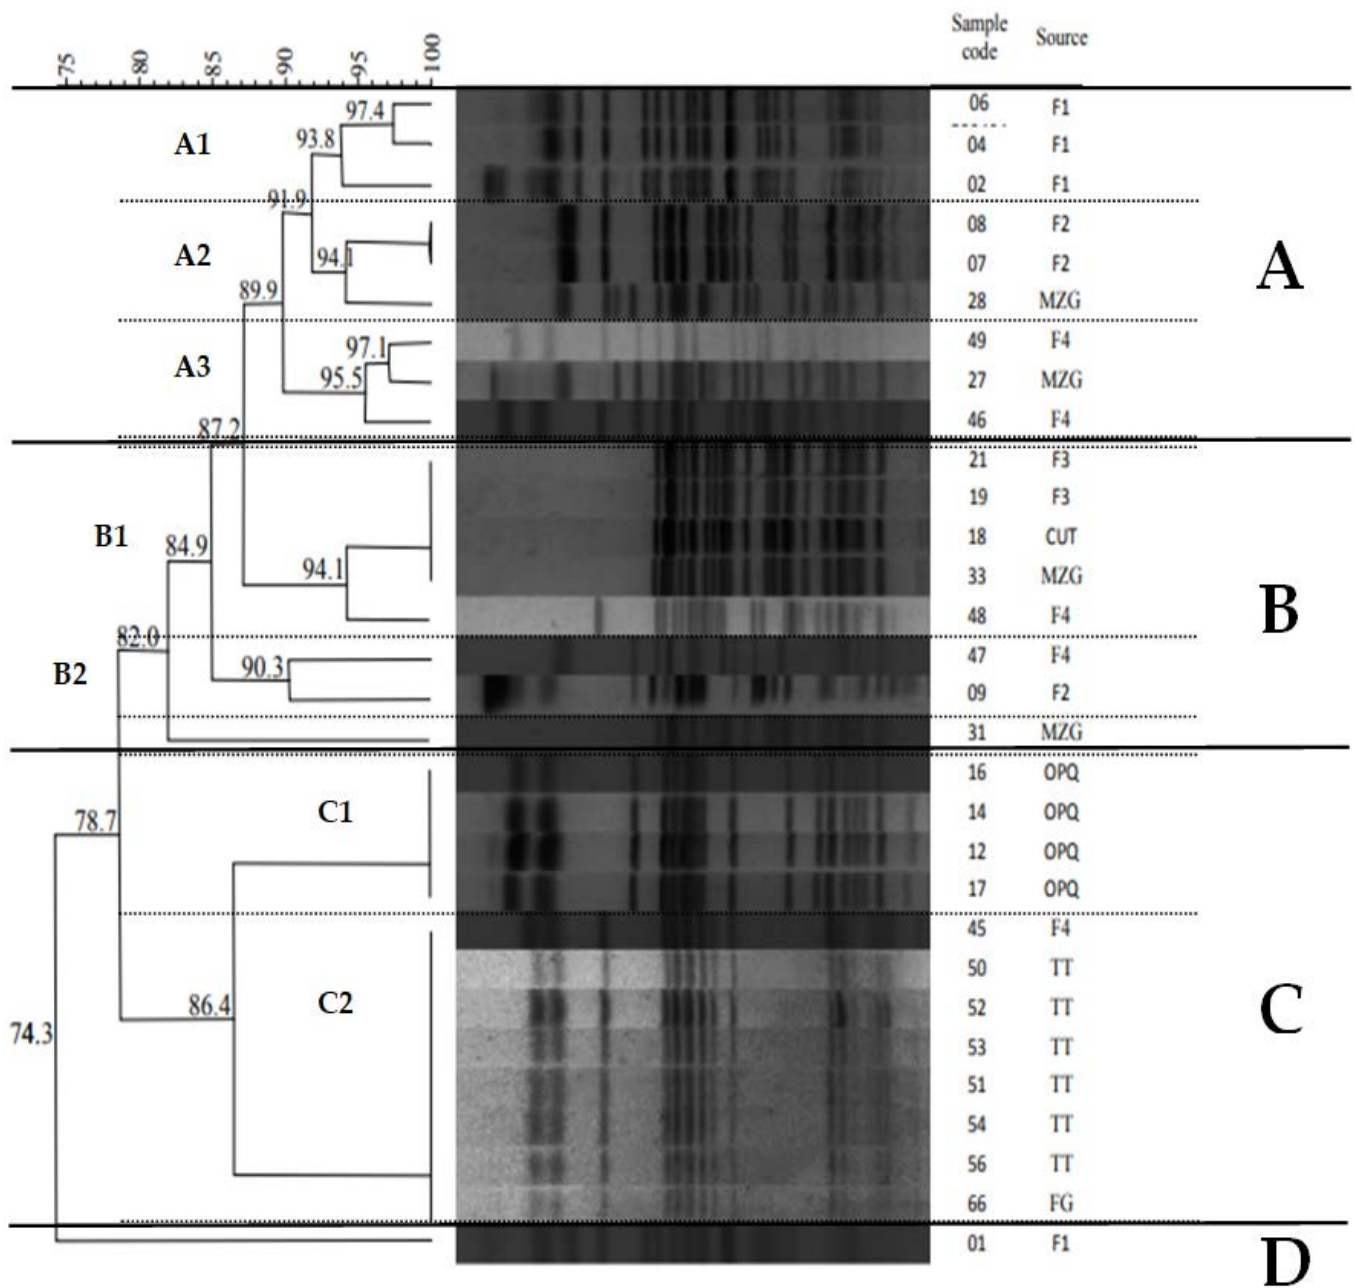 Sample code Source
75 80 85 90 95 100
97.4 06 F1
A1 93.8 04 F1
02 F1
91.9
08 F2
A2 94.1 07 F2 A
89.9 28 MZG
97.1 49 F4
A3 95.5 27 MZG
46 F4
87.2
21 F3
19 F3
B1 84.9 18 CUT
94.1 33 MZG
48 F4 B
82.0
B2 90.3 47 F4
09 F2
31 MZG
16 OPQ
78.7 C1 14 OPQ
12 OPQ
17 OPQ
45 F4
50 TT
86.4 C2 52 TT C
74.3 53 TT
51 TT
54 TT
56 TT
66 FG
01 F1 D